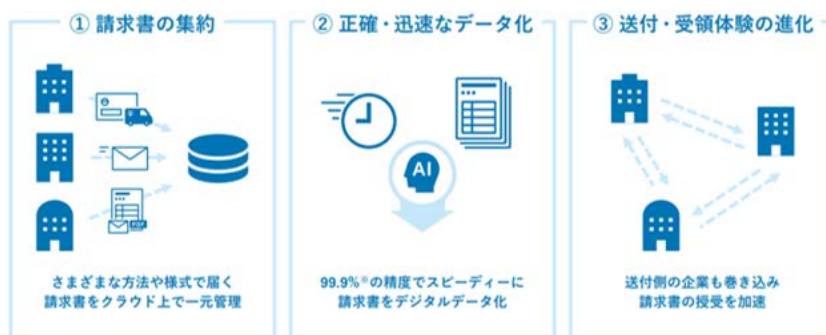 ① 請求書の集約
PDF
さまざまな方法や様式で届く
請求書をクラウド上で一元管理
② 正確・迅速なデータ化
AI
99.9%※の精度でスピーディーに
請求書をデジタルデータ化
③ 送付・受領体験の進化
送付側の企業も巻き込み
請求書の授受を加速